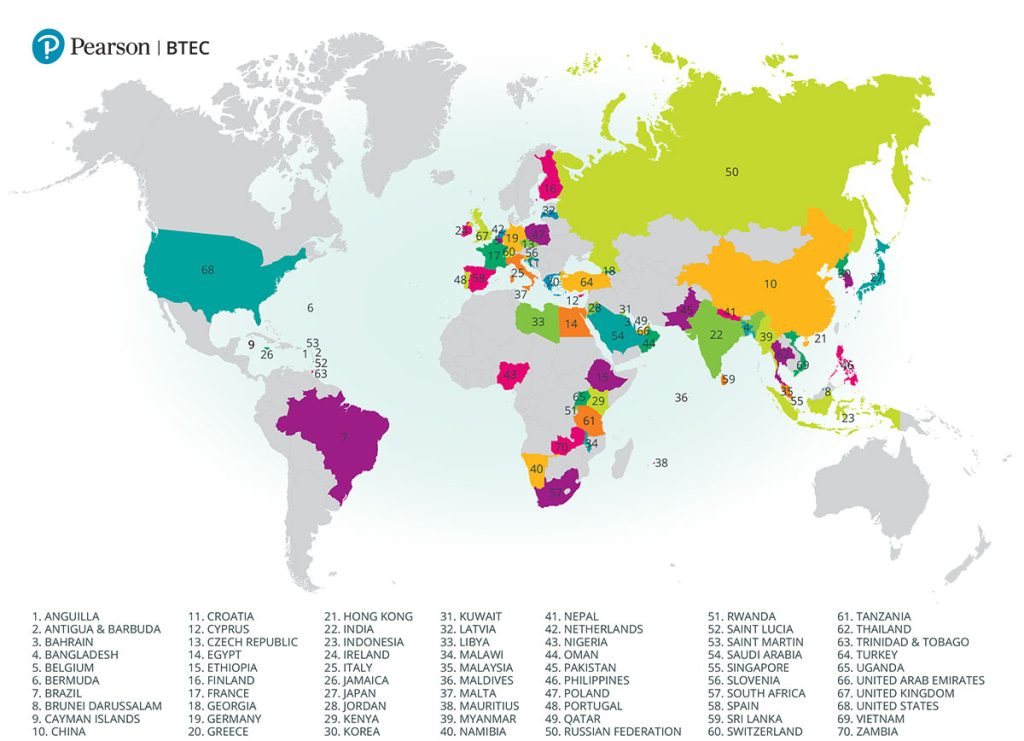 Pearson | BTEC
50
16
32
24
67
42
47
5
19
13
17
60
56
11
68
25
48
58
20
64
18
10
30
27
6
37
12
28
31
3
49
66
45
41
33
14
54
44
22
4
39
21
9
26
53
1
2
52
63
43
15
59
69
46
36
35
55
8
65
29
51
61
23
7
70
34
38
40
57
1. ANGUILLA
2. ANTIGUA & BARBUDA
3. BAHRAIN
4. BANGLADESH
5. BELGIUM
6. BERMUDA
7. BRAZIL
8. BRUNEI DARUSSALAM
9. CAYMAN ISLANDS
10. CHINA
11. CROATIA
12. CYPRUS
13. CZECH REPUBLIC
14. EGYPT
15. ETHIOPIA
16. FINLAND
17. FRANCE
18. GEORGIA
19. GERMANY
20. GREECE
21. HONG KONG
22. INDIA
23. INDONESIA
24. IRELAND
25. ITALY
26. JAMAICA
27. JAPAN
28. JORDAN
29. KENYA
30. KOREA
31. KUWAIT
32. LATVIA
33. LIBYA
34. MALAWI
35. MALAYSIA
36. MALDIVES
37. MALTA
38. MAURITIUS
39. MYANMAR
40. NAMIBIA
41. NEPAL
42. NETHERLANDS
43. NIGERIA
44. OMAN
45. PAKISTAN
46. PHILIPPINES
47. POLAND
48. PORTUGAL
49. QATAR
50. RUSSIAN FEDERATION
51. RWANDA
52. SAINT LUCIA
53. SAINT MARTIN
54. SAUDI ARABIA
55. SINGAPORE
56. SLOVENIA
57. SOUTH AFRICA
58. SPAIN
59. SRI LANKA
60. SWITZERLAND
61. TANZANIA
62. THAILAND
63. TRINIDAD & TOBAGO
64. TURKEY
65. UGANDA
66. UNITED ARAB EMIRATES
67. UNITED KINGDOM
68. UNITED STATES
69. VIETNAM
70. ZAMBIA